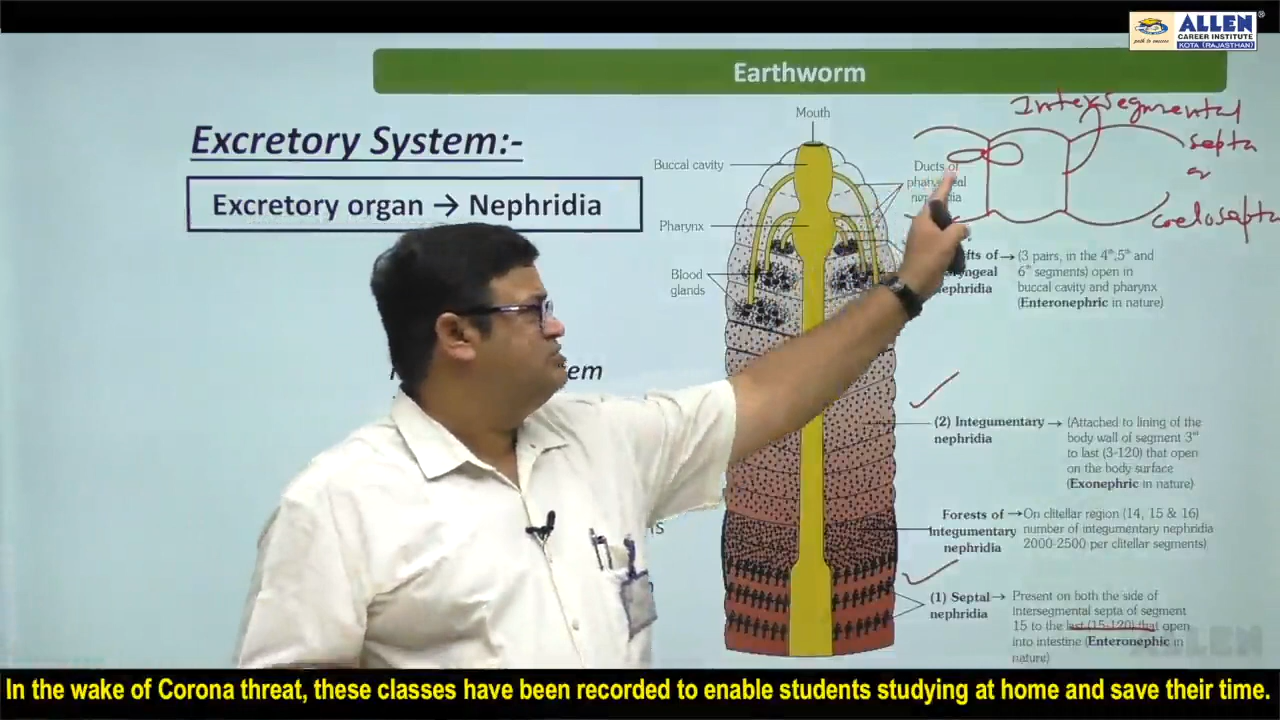 ALLEN
CAREER INSTITUTE
KOTA (RAJASTHAN)
Earthworm
Excretory System:-
Excretory organ → Nephridia
Mouth
Buccal cavity
Pharynx
Blood
glands
Ducts of
pharyngeal
nephridia
Intersegmental
septa
or
coelosepta
nephridia
(3 pairs, in the 4th,5th and
6th segments) open in
buccal cavity and pharynx
(Enteronephric in nature)
em
(2) Integumentary →
nephridia
(Attached to lining of the
body wall of segment 3rd
to last (3-120) that open
on the body surface
(Exonephric in nature)
Forests of →
Integumentary
nephridia
On clitellar region (14, 15 & 16)
number of integumentary nephridia
2000-2500 per clitellar segments)
(1) Septal →
nephridia
Present on both the side of
intersegmental septa of segment
15 to the last (15-120) that open
into intestine (Enteronephic in
nature)
ALLEN
In the wake of Corona threat, these classes have been recorded to enable students studying at home and save their time.